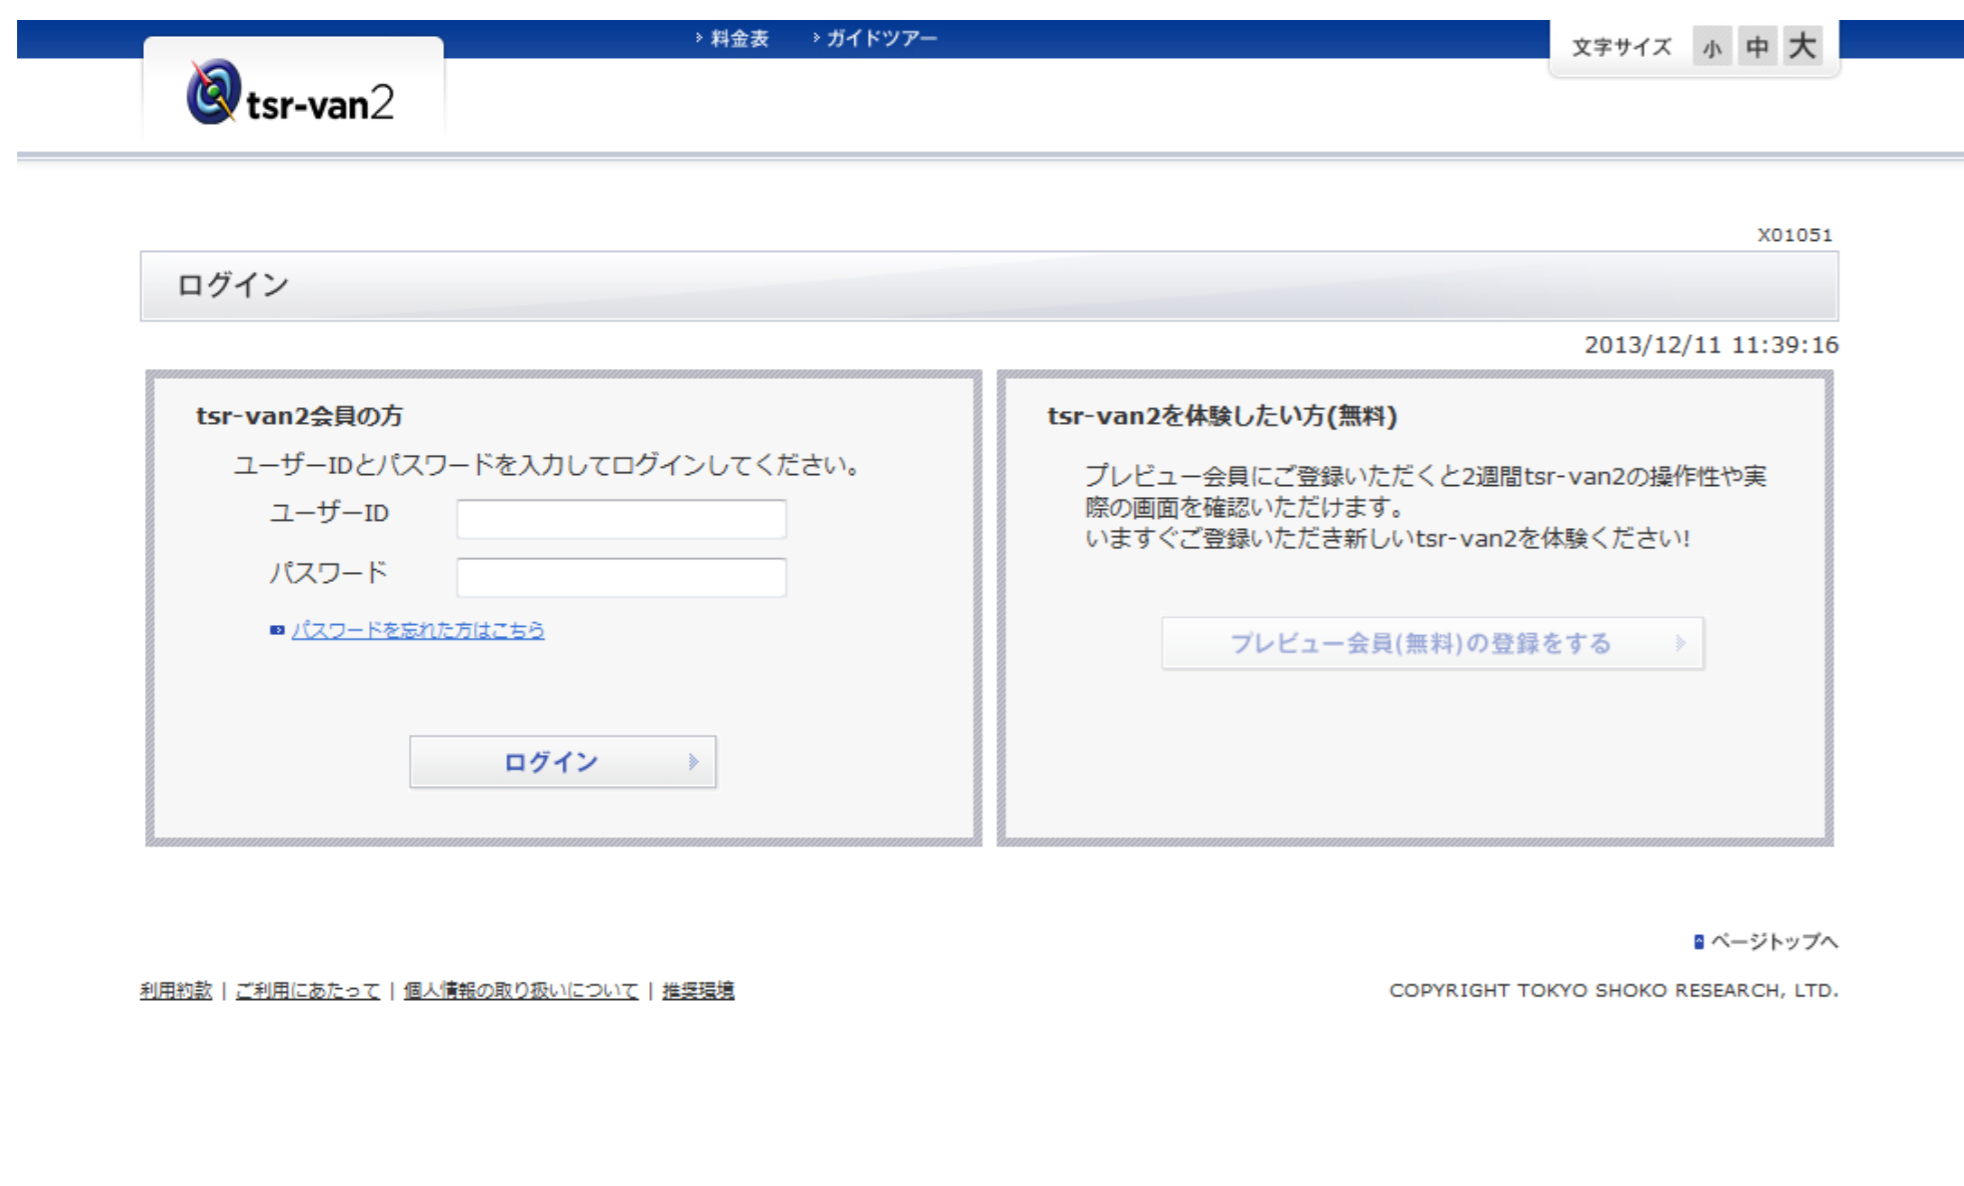 料金表 ガイドツアー
文字サイズ 小 中 大
tsr-van2
X01051
ログイン
2013/12/11 11:39:16
tsr-van2会員の方
ユーザーIDとパスワードを入力してログインしてください。
ユーザーID
パスワード
パスワードを忘れた方はこちら
ログイン
tsr-van2を体験したい方(無料)
プレビュー会員にご登録いただくと2週間tsr-van2の操作性や実
際の画面を確認いただけます。
いますぐご登録いただき新しいtsr-van2を体験ください!
プレビュー会員(無料)の登録をする
ページトップへ
利用約款 | ご利用にあたって | 個人情報の取り扱いについて | 推奨環境
COPYRIGHT TOKYO SHOKO RESEARCH, LTD.